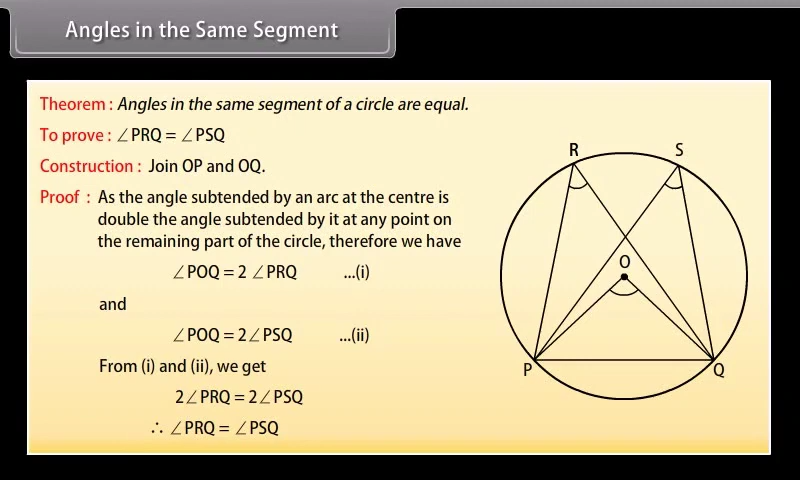 Angles in the Same Segment
Theorem : Angles in the same segment of a circle are equal.
To prove : ∠PRQ = ∠PSQ
Construction : Join OP and OQ.
Proof : As the angle subtended by an arc at the centre is
double the angle subtended by it at any point on
the remaining part of the circle, therefore we have
∠POQ = 2 ∠PRQ ...(i)
and
∠POQ = 2∠PSQ ...(ii)
From (i) and (ii), we get
2∠PRQ = 2∠PSQ
∴ ∠PRQ = ∠PSQ
R S
O
P Q